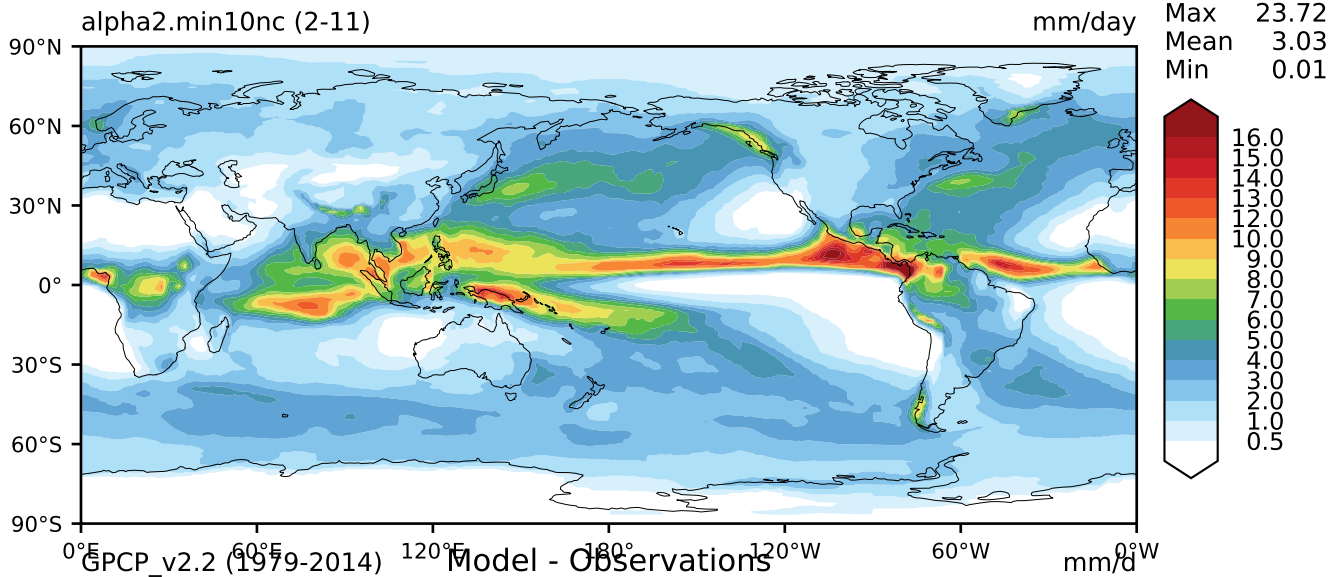 alpha2.min10nc (2-11) mm/day
Max 23.72
Mean 3.03
Min 0.01
90°N
60°N
30°N
0°
30°S
60°S
90°S
0°E 60°E 120°E 180° 120°W 60°W 0°W
16.0
15.0
14.0
13.0
12.0
10.0
9.0
8.0
7.0
6.0
5.0
4.0
3.0
2.0
1.0
0.5
GPCP_v2.2 (1979-2014) Model - Observations mm/d